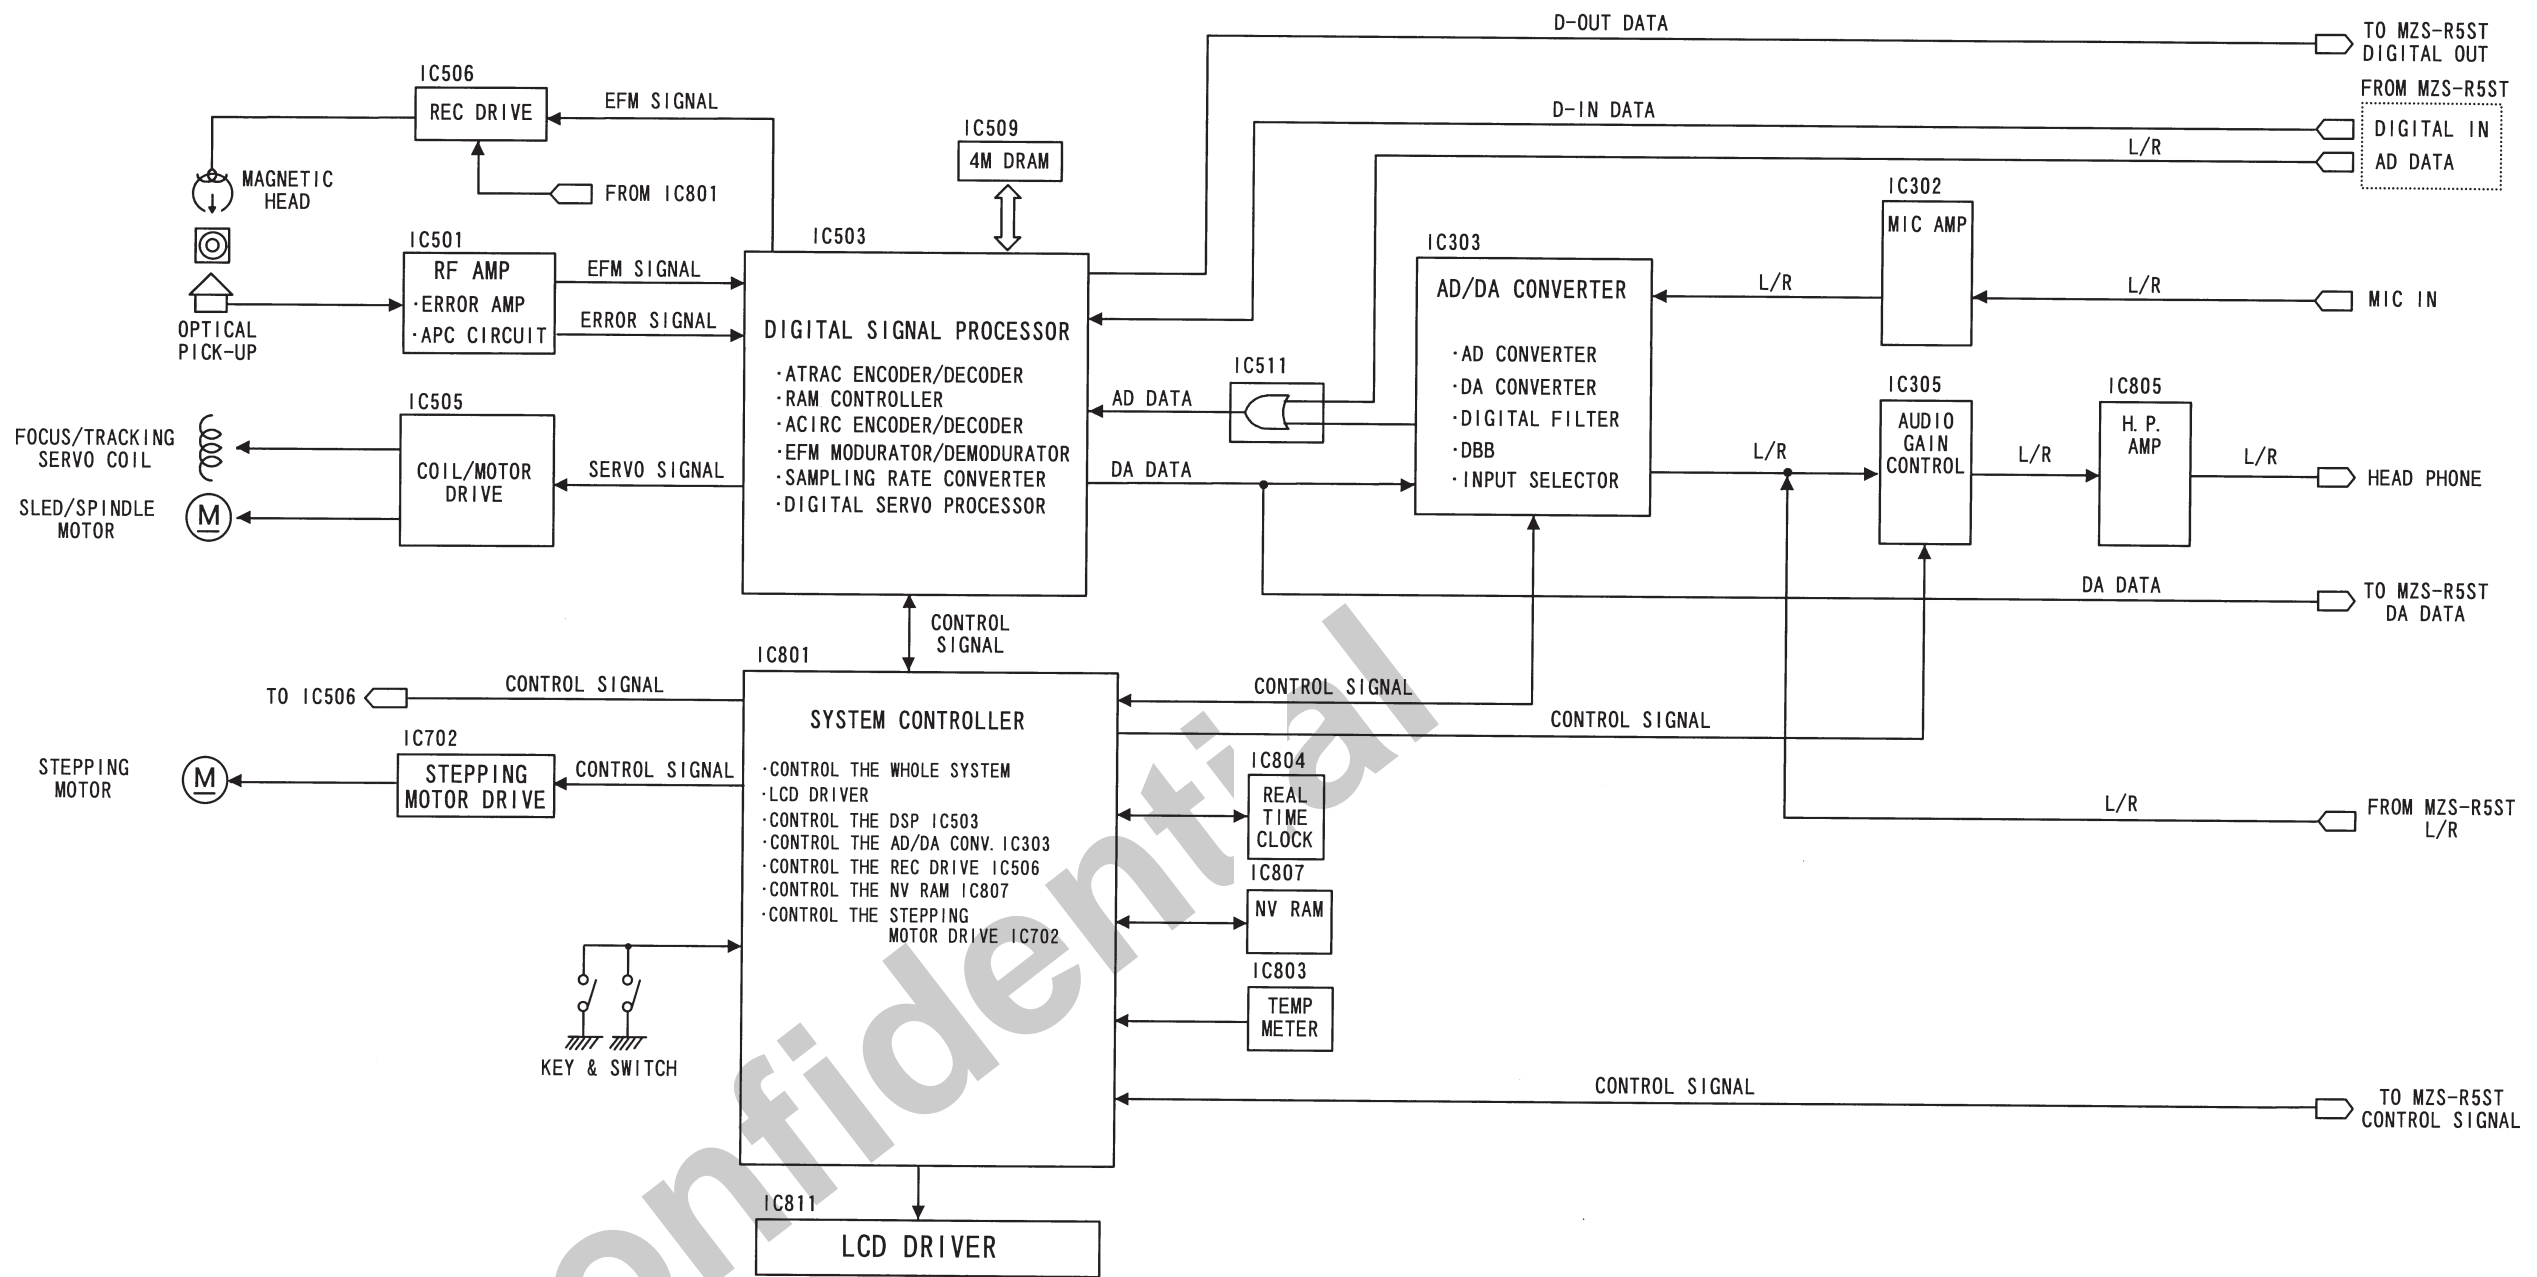 D-OUT DATA
TO MZS-R5ST
DIGITAL OUT
FROM MZS-R5ST
IC506
REC DRIVE
EFM SIGNAL
D-IN DATA
DIGITAL IN
IC509
4M DRAM
L/R
AD DATA
MAGNETIC
HEAD
FROM IC801
IC302
MIC AMP
IC501
RF AMP
·ERROR AMP
·APC CIRCUIT
EFM SIGNAL
ERROR SIGNAL
OPTICAL
PICK-UP
IC503
DIGITAL SIGNAL PROCESSOR
·ATRAC ENCODER/DECODER
·RAM CONTROLLER
·ACIRC ENCODER/DECODER
·EFM MODURATOR/DEMODURATOR
·SAMPLING RATE CONVERTER
·DIGITAL SERVO PROCESSOR
IC303
AD/DA CONVERTER
·AD CONVERTER
·DA CONVERTER
·DIGITAL FILTER
·DBB
·INPUT SELECTOR
L/R
L/R
MIC IN
IC511
AD DATA
DA DATA
IC305
AUDIO
GAIN
CONTROL
IC805
H.P.
AMP
L/R
L/R
L/R
HEAD PHONE
IC505
COIL/MOTOR
DRIVE
FOCUS/TRACKING
SERVO COIL
SERVO SIGNAL
SLED/SPINDLE
MOTOR
M
DA DATA
TO MZS-R5ST
DA DATA
CONTROL
SIGNAL
IC801
SYSTEM CONTROLLER
·CONTROL THE WHOLE SYSTEM
·LCD DRIVER
·CONTROL THE DSP IC503
·CONTROL THE AD/DA CONV. IC303
·CONTROL THE REC DRIVE IC506
·CONTROL THE NV RAM IC807
·CONTROL THE STEPPING
MOTOR DRIVE IC702
TO IC506
CONTROL SIGNAL
CONTROL SIGNAL
CONTROL SIGNAL
IC702
STEPPING
MOTOR DRIVE
STEPPING
MOTOR
M
CONTROL SIGNAL
IC804
REAL
TIME
CLOCK
L/R
FROM MZS-R5ST
L/R
IC807
NV RAM
IC803
TEMP
METER
KEY & SWITCH
CONTROL SIGNAL
TO MZS-R5ST
CONTROL SIGNAL
IC811
LCD DRIVER
onfidential